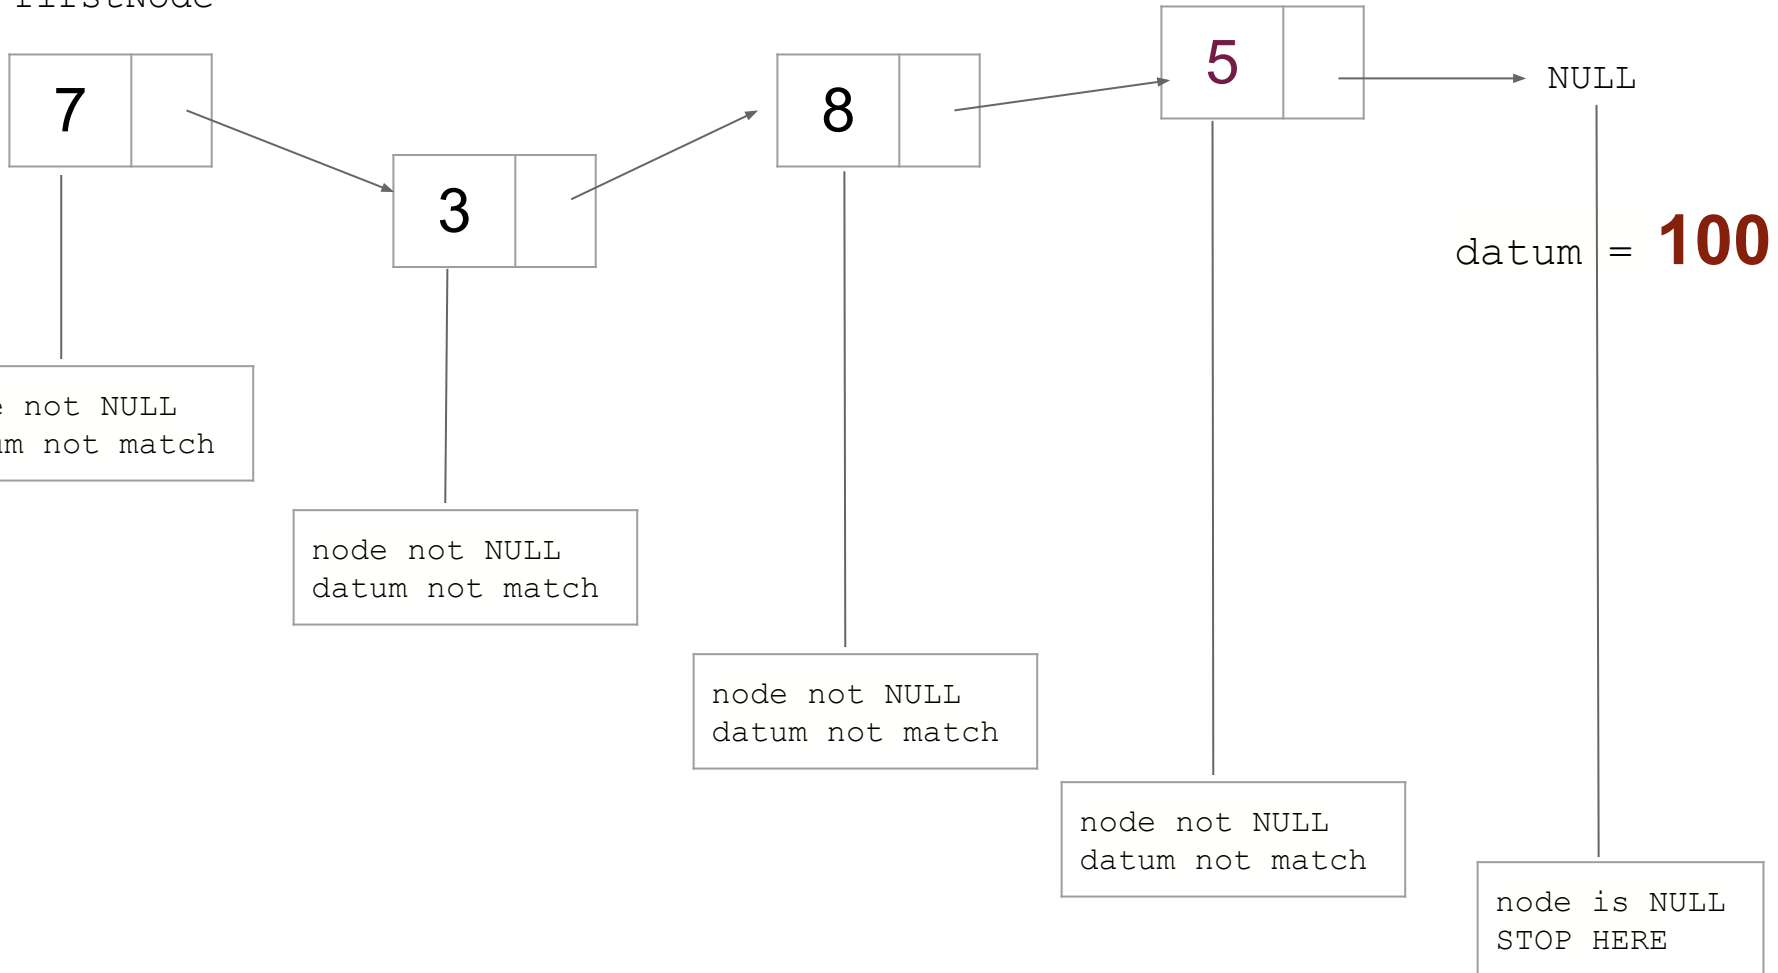 firstNode
7
3
8
5
NULL
datum = 100
not NULL
not match
node not NULL
datum not match
node not NULL
datum not match
node not NULL
datum not match
node is NULL
STOP HERE